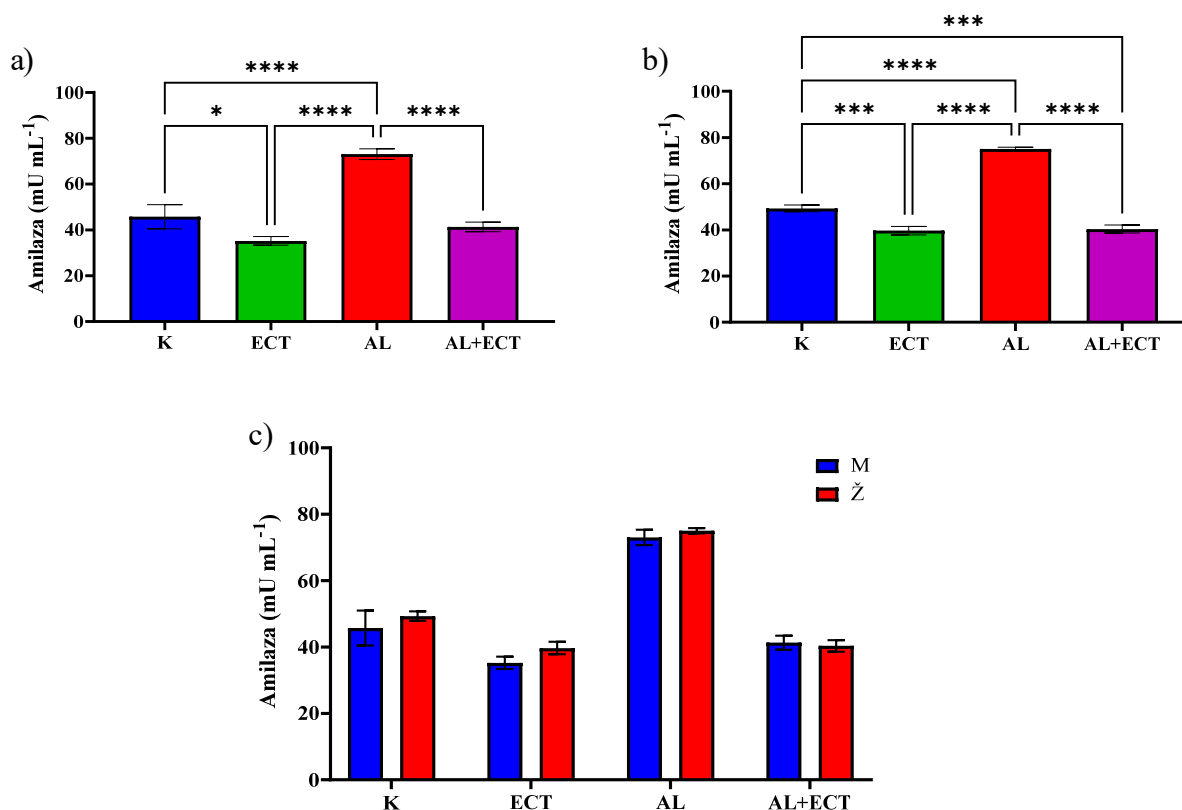 a)
****
*
****
****
Amilaza (mU mL⁻¹)
100
80
60
40
20
0
K ECT AL AL+ECT
b)
***
****
***
****
****
Amilaza (mU mL⁻¹)
100
80
60
40
20
0
K ECT AL AL+ECT
c)
M
Ž
Amilaza (mU mL⁻¹)
100
80
60
40
20
0
K ECT AL AL+ECT